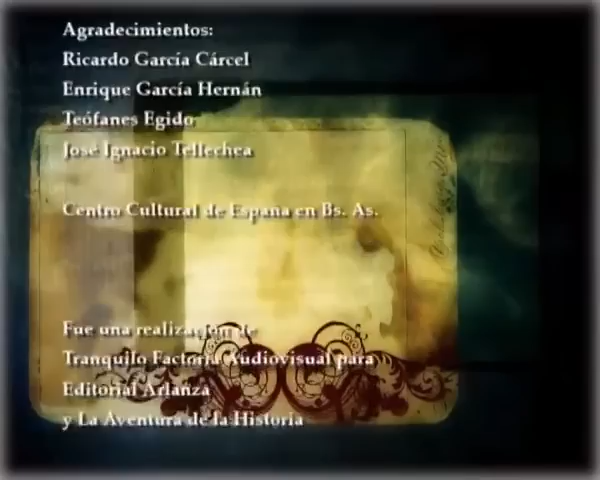 Agradecimientos:
Ricardo García Cárcel
Enrique García Hernán
Teófanes Egido
José Ignacio Tellechea
Centro Cultural de España en Bs. As.
Fue una realización de
Tranquilo Factoría Audiovisual para
Editorial Arlanza
y La Aventura de la Historia